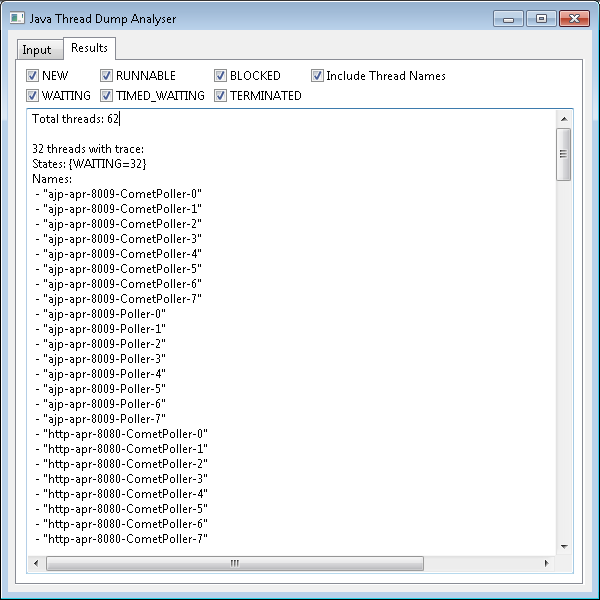 Java Thread Dump Analyser
Input Results
NEW RUNNABLE BLOCKED Include Thread Names
WAITING TIMED_WAITING TERMINATED
Total threads: 62
32 threads with trace:
States: {WAITING=32}
Names:
- "ajp-apr-8009-CometPoller-0"
- "ajp-apr-8009-CometPoller-1"
- "ajp-apr-8009-CometPoller-2"
- "ajp-apr-8009-CometPoller-3"
- "ajp-apr-8009-CometPoller-4"
- "ajp-apr-8009-CometPoller-5"
- "ajp-apr-8009-CometPoller-6"
- "ajp-apr-8009-CometPoller-7"
- "ajp-apr-8009-Poller-0"
- "ajp-apr-8009-Poller-1"
- "ajp-apr-8009-Poller-2"
- "ajp-apr-8009-Poller-3"
- "ajp-apr-8009-Poller-4"
- "ajp-apr-8009-Poller-5"
- "ajp-apr-8009-Poller-6"
- "ajp-apr-8009-Poller-7"
- "http-apr-8080-CometPoller-0"
- "http-apr-8080-CometPoller-1"
- "http-apr-8080-CometPoller-2"
- "http-apr-8080-CometPoller-3"
- "http-apr-8080-CometPoller-4"
- "http-apr-8080-CometPoller-5"
- "http-apr-8080-CometPoller-6"
- "http-apr-8080-CometPoller-7"